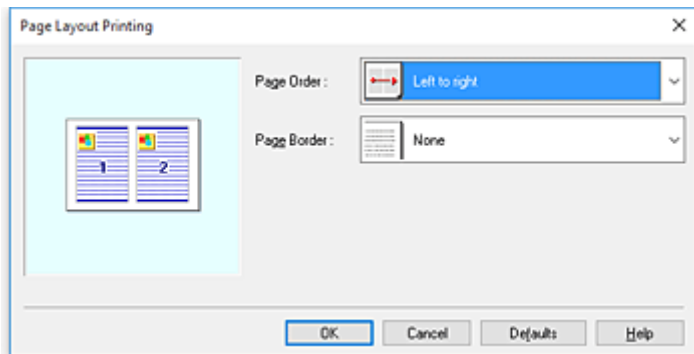 Page Layout Printing
Page Order :
Left to right
Page Border :
None
1 2
OK Cancel Defaults Help